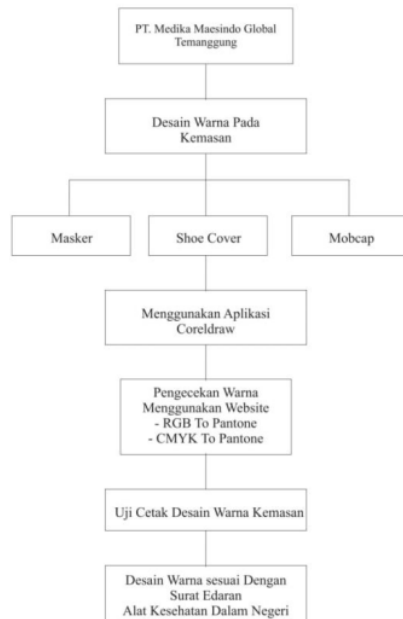 PT. Medika Maesindo Global
Temanggung
Desain Warna Pada
Kemasan
Masker
Shoe Cover
Mobcap
Menggunakan Aplikasi
Coreldraw
Pengecekan Warna
Menggunakan Website
- RGB To Pantone
- CMYK To Pantone
Uji Cetak Desain Warna Kemasan
Desain Warna sesuai Dengan
Surat Edaran
Alat Kesehatan Dalam Negeri